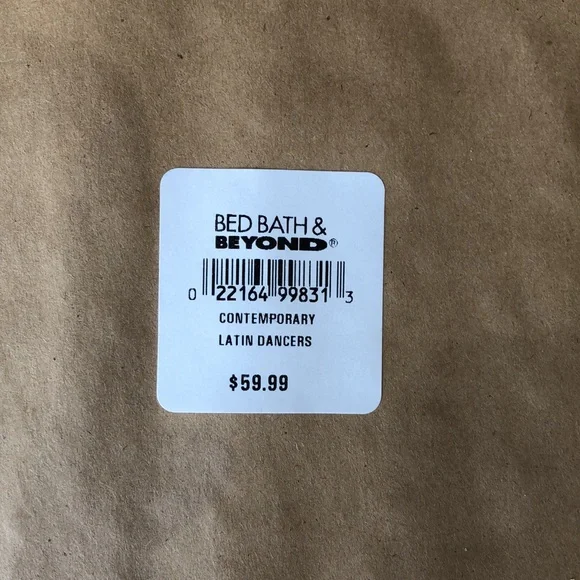 BED BATH &
BEYOND®
0 22164 99831 3
CONTEMPORARY
LATIN DANCERS
$59.99